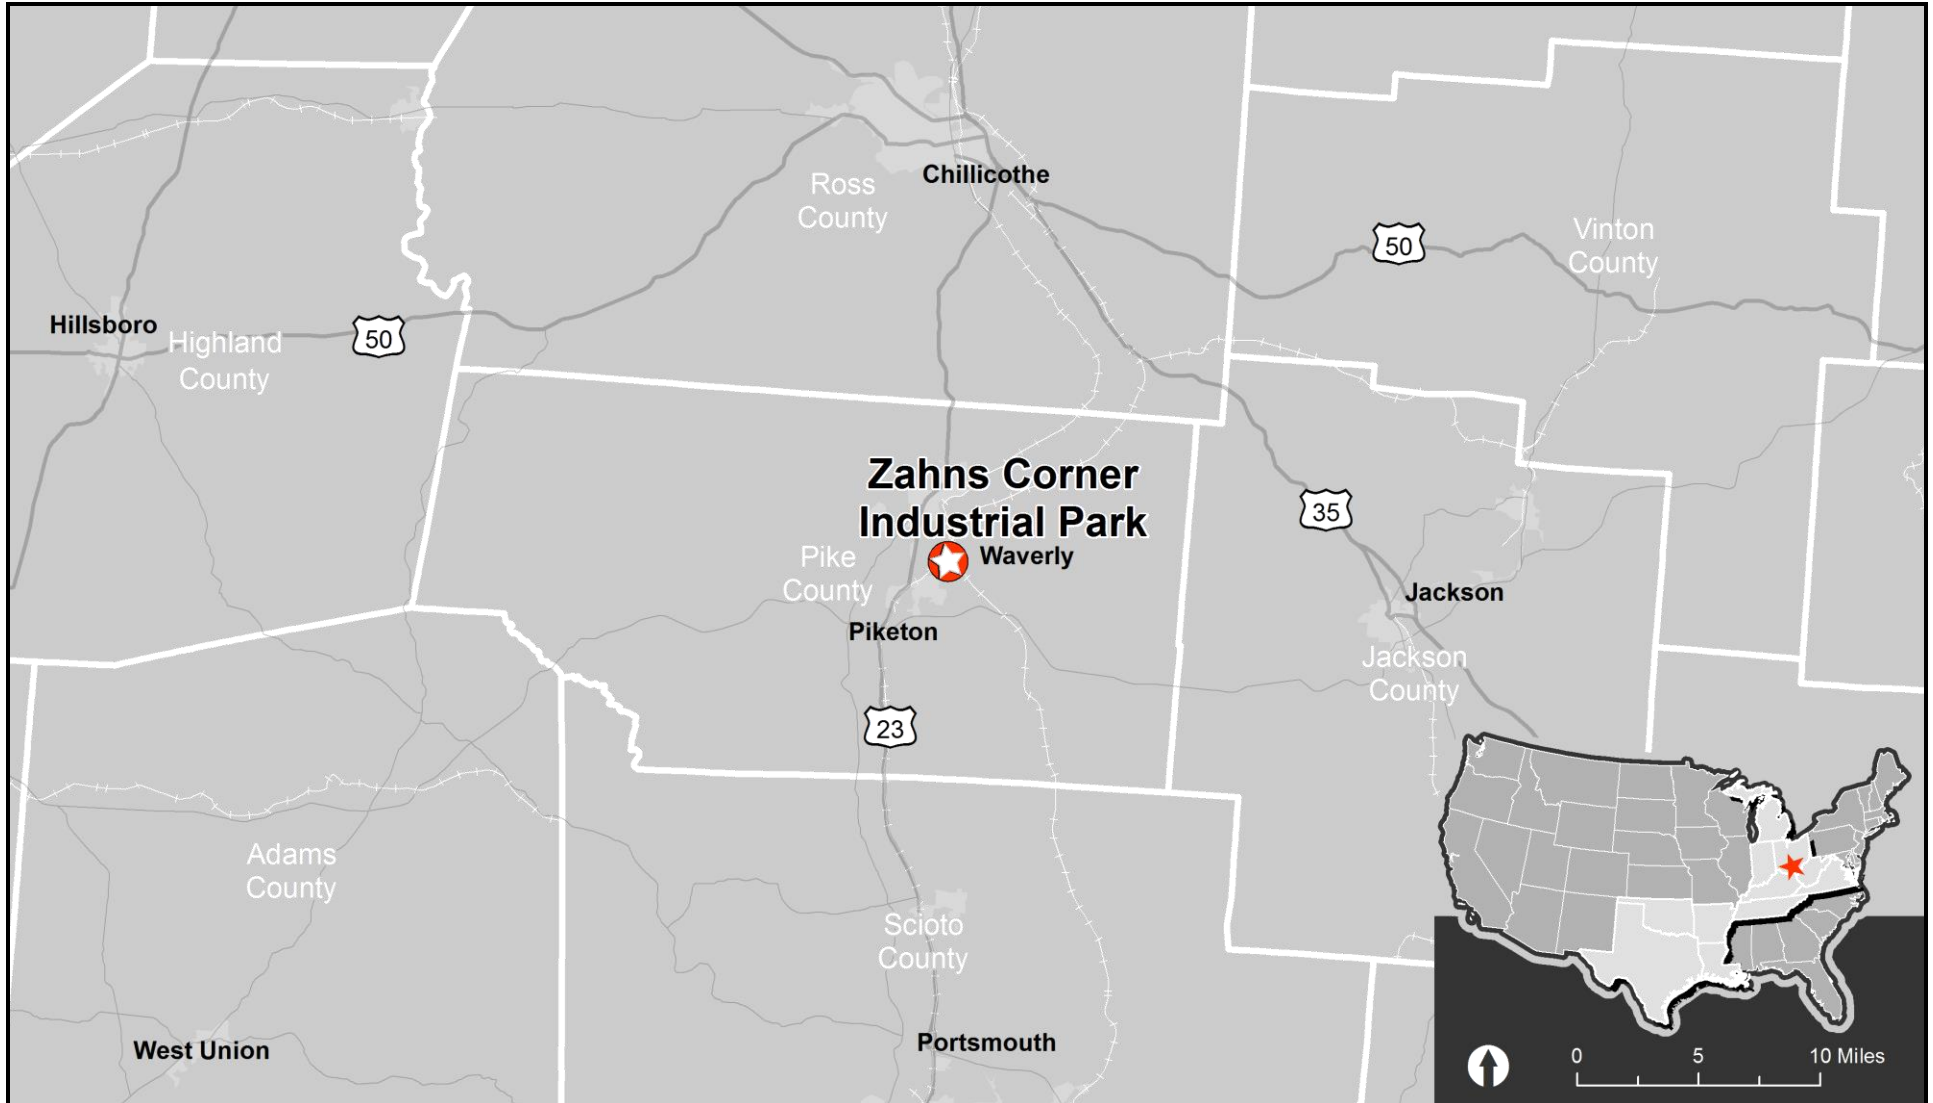 Chillicothe
Ross
County
50
Vinton
County
Hillsboro
Highland
County
50
Zahns Corner
Industrial Park
35
Pike
County
Waverly
Jackson
Piketon
Jackson
County
23
Adams
County
Scioto
County
West Union
Portsmouth
0 5 10 Miles